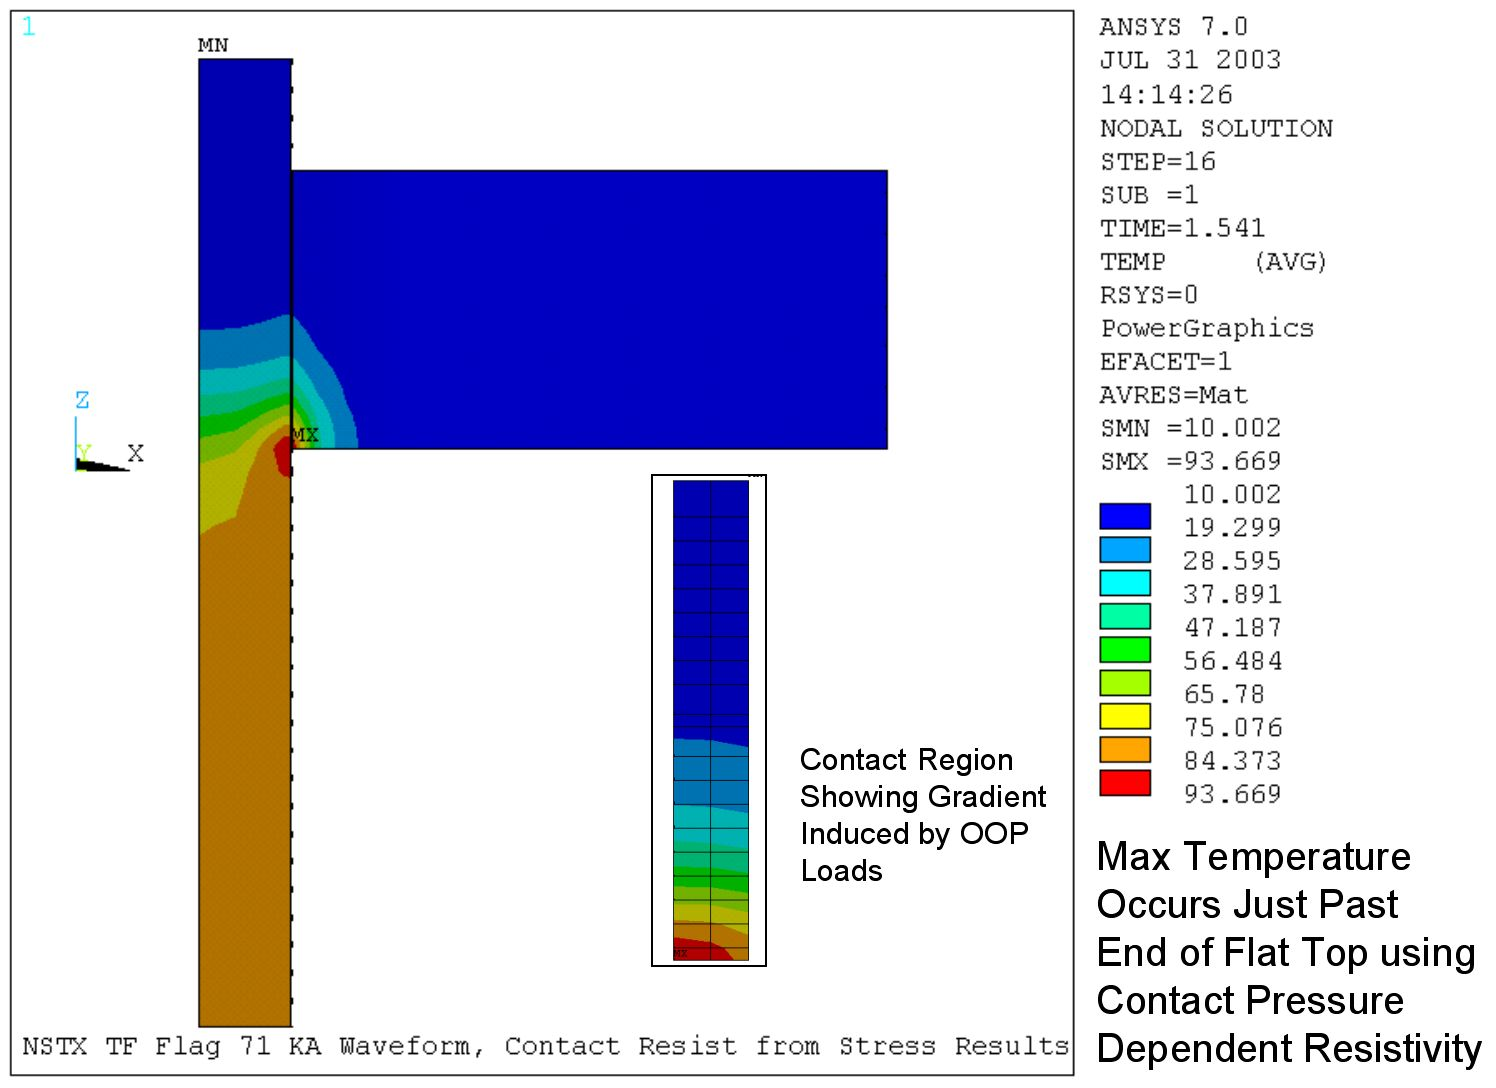 1
MN
MX
Z
Y
X
ANSYS 7.0
JUL 31 2003
14:14:26
NODAL SOLUTION
STEP=16
SUB =1
TIME=1.541
TEMP (AVG)
RSYS=0
PowerGraphics
EFACET=1
AVRES=Mat
SMN =10.002
SMX =93.669
10.002
19.299
28.595
37.891
47.187
56.484
65.78
75.076
84.373
93.669
Contact Region
Showing Gradient
Induced by OOP
Loads
MX
Max Temperature
Occurs Just Past
End of Flat Top using
Contact Pressure
Dependent Resistivity
NSTX TF Flag 71 KA Waveform, Contact Resist from Stress Results